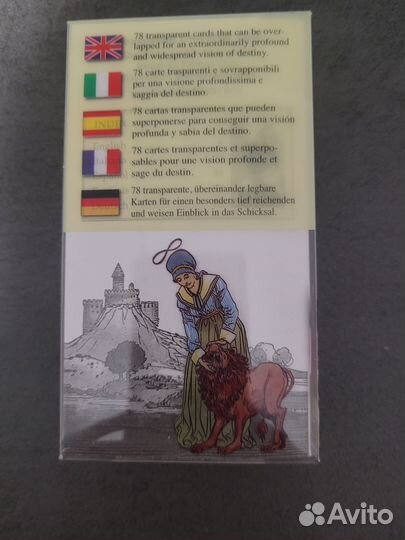 78 transparent cards that can be over-
lapped for an extraordinarily profound
and widespread vision of destiny.
78 carte trasparenti e sovrapponibili
per una visione profondissima e
saggia del destino.
78 cartas transparentes que pueden
superponerse para conseguir una visión
profunda y sabia del destino.
78 cartes transparentes et superpo-
sables pour une vision profonde et
sage du destin.
78 transparente, übereinander legbare
Karten für einen besonders tief reichenden
und weisen Einblick in das Schicksal.
INDEX
English
Italiano
Avito